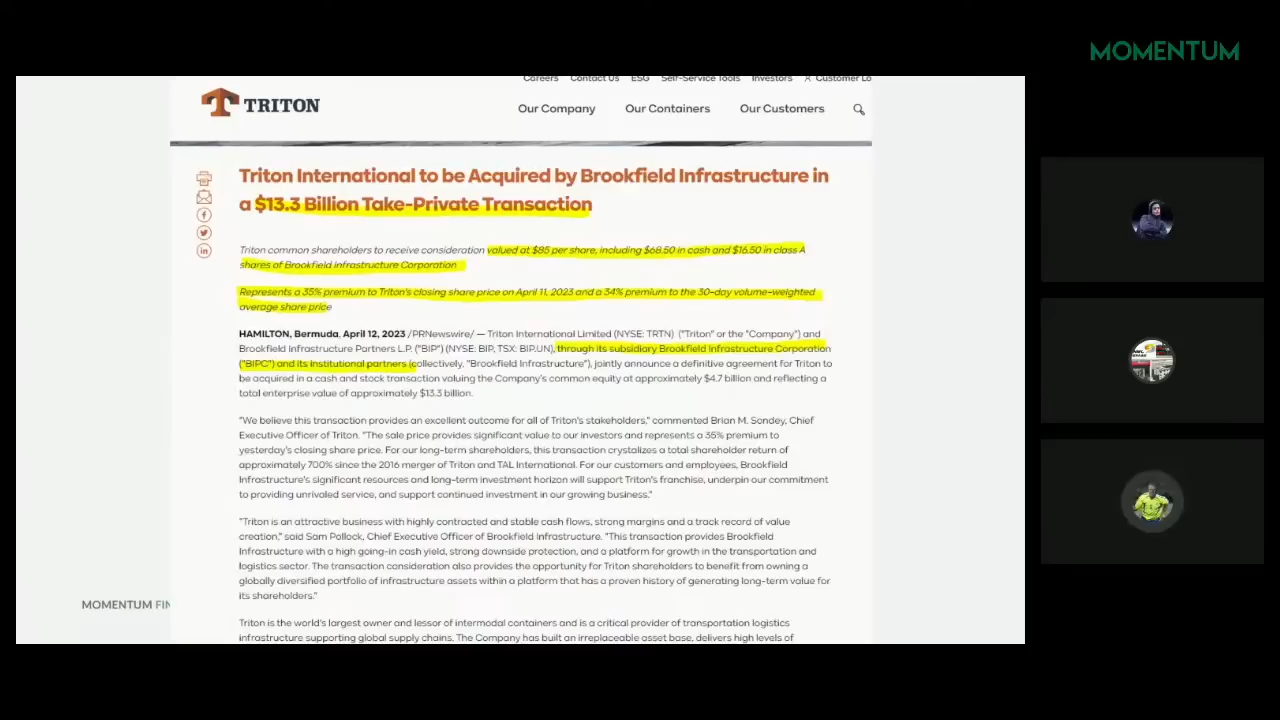 MOMENTUM
Careers Contact Us ESG Self-Service Tools Investors Customer Lo
TRITON
Our Company Our Containers Our Customers
Triton International to be Acquired by Brookfield Infrastructure in
a $13.3 Billion Take-Private Transaction
Triton common shareholders to receive consideration valued at $85 per share, including $68.50 in cash and $16.50 in class A
shares of Brookfield Infrastructure Corporation
Represents a 35% premium to Triton's closing share price on April 11, 2023 and a 34% premium to the 30-day volume-weighted
average share price
HAMILTON, Bermuda, April 12, 2023 /PRNewswire/ — Triton International Limited (NYSE: TRTN) ("Triton" or the "Company") and
Brookfield Infrastructure Partners L.P. ("BIP") (NYSE: BIP, TSX: BIP.UN), through its subsidiary Brookfield Infrastructure Corporation
("BIPC") and its institutional partners (collectively, "Brookfield Infrastructure"), jointly announce a definitive agreement for Triton to
be acquired in a cash and stock transaction valuing the Company's common equity at approximately $4.7 billion and reflecting a
total enterprise value of approximately $13.3 billion.
"We believe this transaction provides an excellent outcome for all of Triton's stakeholders," commented Brian M. Sondey, Chief
Executive Officer of Triton. "The sale price provides significant value to our investors and represents a 35% premium to
yesterday's closing share price. For our long-term shareholders, this transaction crystalizes a total shareholder return of
approximately 700% since the 2016 merger of Triton and TAL International. For our customers and employees, Brookfield
Infrastructure's significant resources and long-term investment horizon will support Triton's franchise, underpin our commitment
to providing unrivaled service, and support continued investment in our growing business."
"Triton is an attractive business with highly contracted and stable cash flows, strong margins and a track record of value
creation," said Sam Pollock, Chief Executive Officer of Brookfield Infrastructure. "This transaction provides Brookfield
Infrastructure with a high going-in cash yield, strong downside protection, and a platform for growth in the transportation and
logistics sector. The transaction consideration also provides the opportunity for Triton shareholders to benefit from owning a
globally diversified portfolio of infrastructure assets within a platform that has a proven history of generating long-term value for
its shareholders."
MOMENTUM FIN
Triton is the world's largest owner and lessor of intermodal containers and is a critical provider of transportation logistics
infrastructure supporting global supply chains. The Company has built an irreplaceable asset base, delivers high levels of